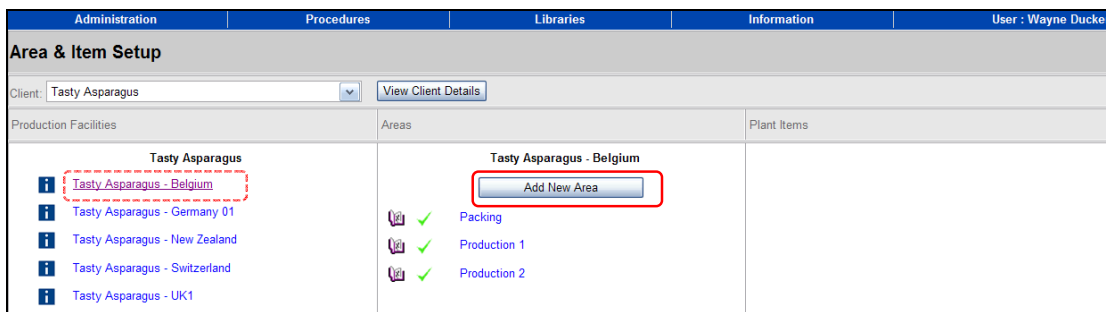 Administration Procedures Libraries Information User : Wayne Ducke
Area & Item Setup
Client: Tasty Asparagus View Client Details
Production Facilities Areas Plant Items
Tasty Asparagus Tasty Asparagus - Belgium
Tasty Asparagus - Belgium Add New Area
Tasty Asparagus - Germany 01 Packing
Tasty Asparagus - New Zealand Production 1
Tasty Asparagus - Switzerland Production 2
Tasty Asparagus - UK1